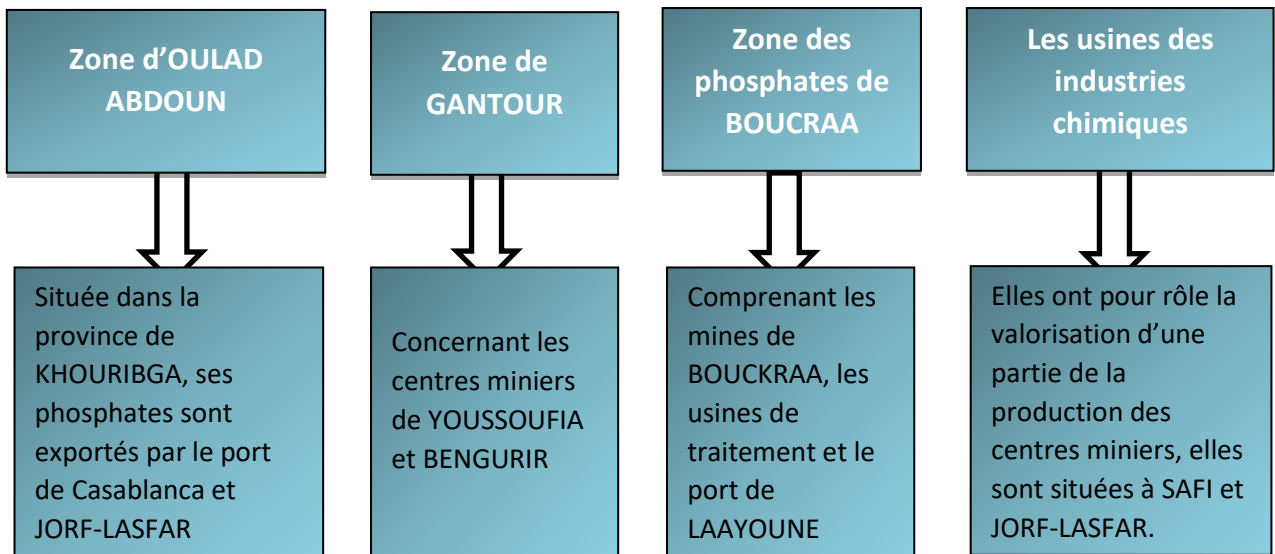 Zone d'OULAD
ABDOUN
Zone de
GANTOUR
Zone des
phosphates de
BOUCRAA
Les usines des
industries
chimiques
Située dans la
province de
KHOURIBGA, ses
phosphates sont
exportés par le port
de Casablanca et
JORF-LASFAR
Concernant les
centres miniers
de YOUSSOUFIA
et BENGURIR
Comprenant les
mines de
BOUCKRAA, les
usines de
traitement et le
port de
LAAYOUNE
Elles ont pour rôle la
valorisation d'une
partie de la
production des
centres miniers, elles
sont situées à SAFI et
JORF-LASFAR.